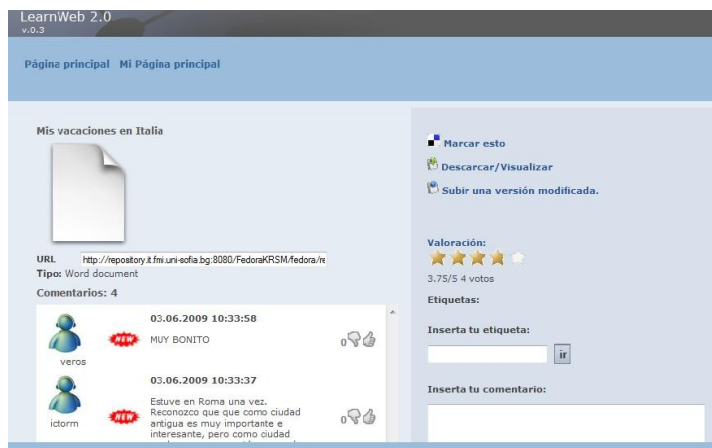 LearnWeb 2.0
v.0.3
Página principal Mi Página principal
Mis vacaciones en Italia
URL http://repository.it.fmi.uni-sofia.bg:8080/FedoraKRSM/fedora/re
Tipo: Word document
Comentarios: 4
03.06.2009 10:33:58
NEW MUY BONITO 0
veros
03.06.2009 10:33:37
Estuve en Roma una vez.
NEW Reconozco que que como ciudad 0
antigua es muy importante e
ictorm
interesante, pero como ciudad
Marcar esto
Descarcar/Visualizar
Subir una versión modificada.
Valoración:
3.75/5 4 votos
Etiquetas:
Inserta tu etiqueta:
ir
Inserta tu comentario: